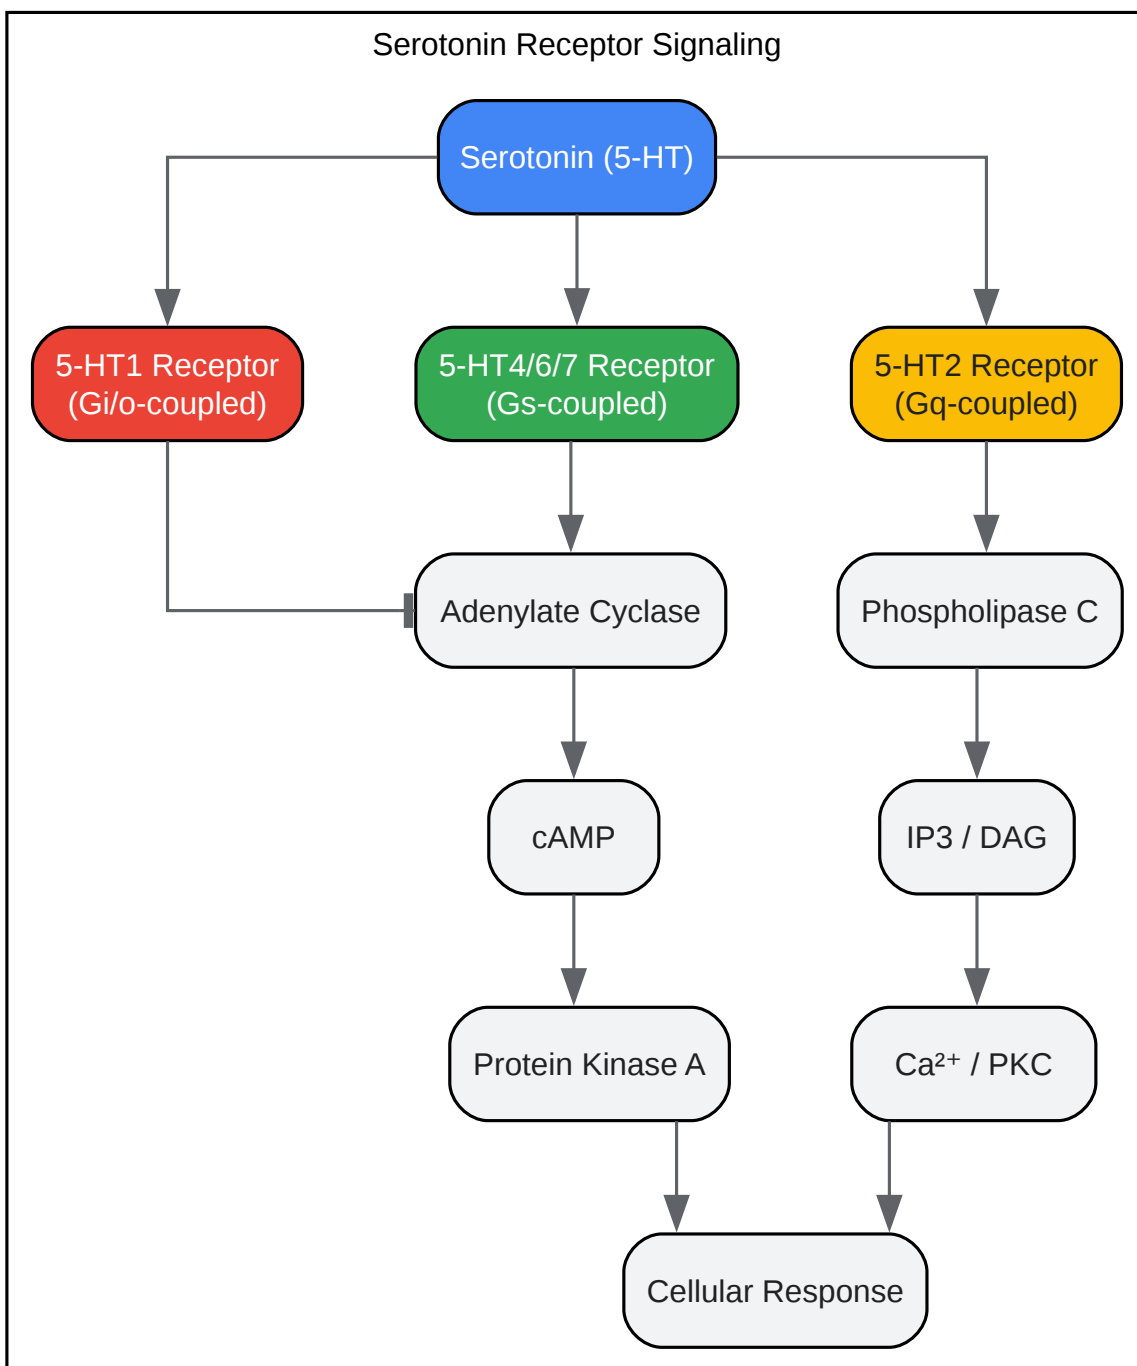 Serotonin Receptor Signaling
Serotonin (5-HT)
5-HT1 Receptor
(Gi/o-coupled)
5-HT4/6/7 Receptor
(Gs-coupled)
5-HT2 Receptor
(Gq-coupled)
Adenylate Cyclase
Phospholipase C
cAMP
IP3 / DAG
Protein Kinase A
Ca²⁺ / PKC
Cellular Response